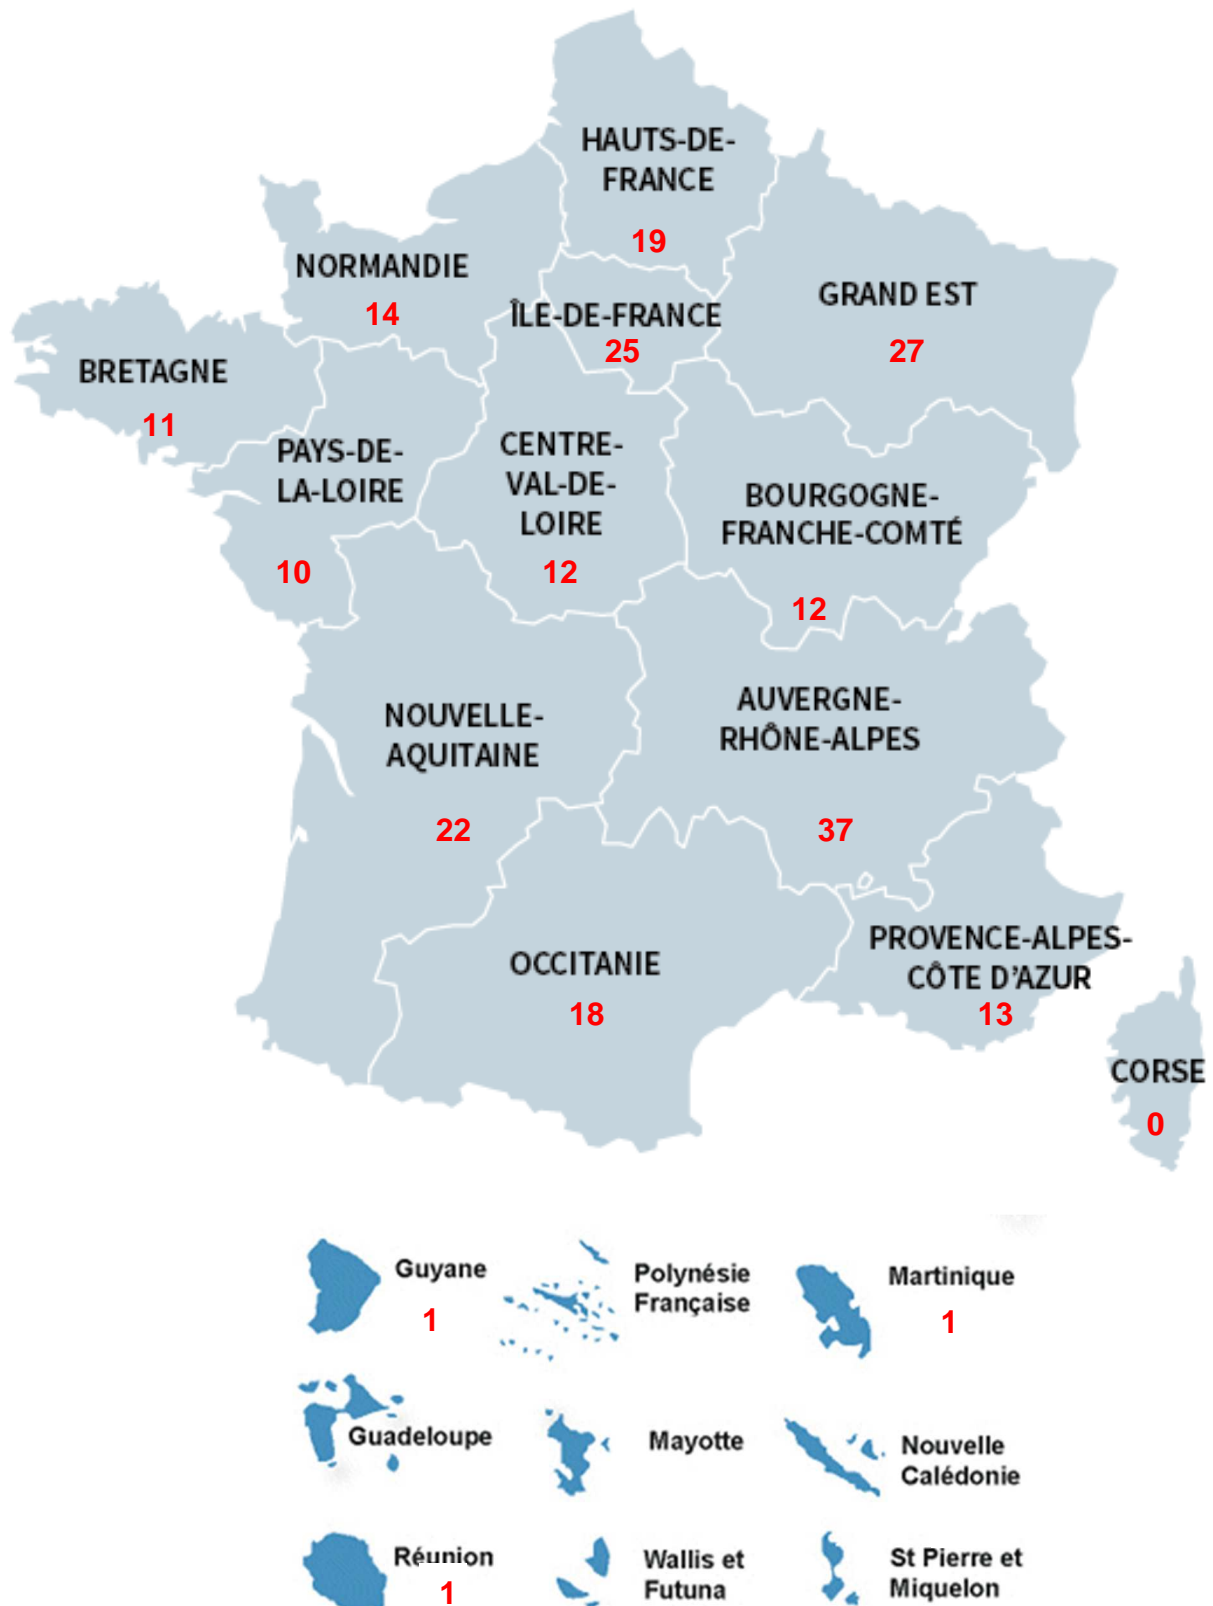 HAUTS-DE-
FRANCE
19
NORMANDIE
14
ÎLE-DE-FRANCE
25
GRAND EST
27
BRETAGNE
11
PAYS-DE-
LA-LOIRE
10
CENTRE-
VAL-DE-
LOIRE
12
BOURGOGNE-
FRANCHE-COMTÉ
12
NOUVELLE-
AQUITAINE
22
AUVERGNE-
RHÔNE-ALPES
37
OCCITANIE
18
PROVENCE-ALPES-
CÔTE D’AZUR
13
CORSE
0
Guyane
1
Polynésie
Française
Martinique
1
Guadeloupe
Mayotte
Nouvelle
Calédonie
Réunion
1
Wallis et
Futuna
St Pierre et
Miquelon